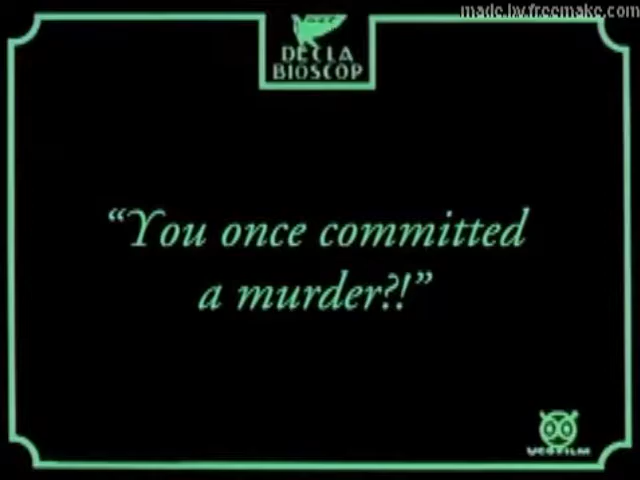 made by freemake.com
DECLA
BIOSCOP
“You once committed
a murder?!”